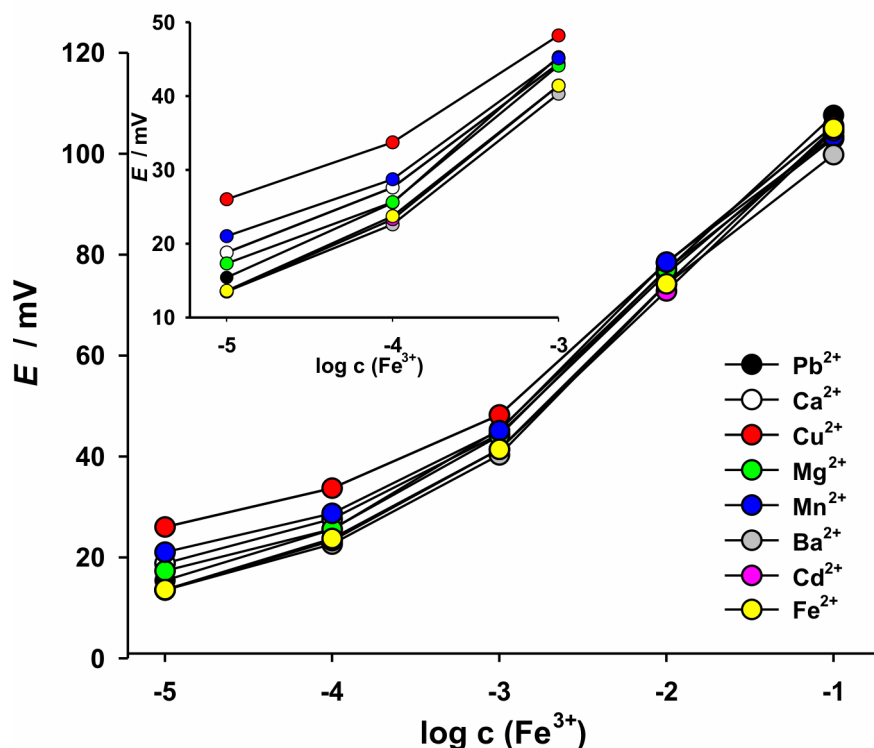 50
40
30
20
10
E / mV
-5
-4
-3
log c (Fe³⁺)
120
100
80
60
40
20
0
E / mV
-5
-4
-3
-2
-1
log c (Fe³⁺)
Pb²⁺
Ca²⁺
Cu²⁺
Mg²⁺
Mn²⁺
Ba²⁺
Cd²⁺
Fe²⁺